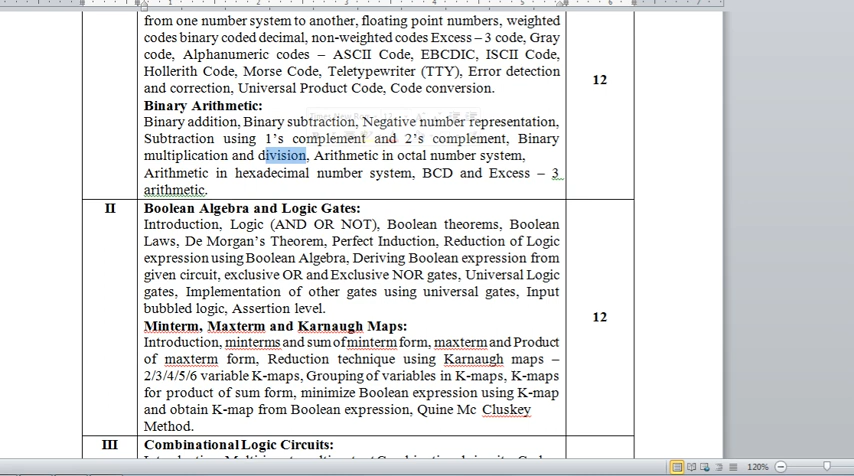 from one number system to another, floating point numbers, weighted
codes binary coded decimal, non-weighted codes Excess – 3 code, Gray
code, Alphanumeric codes – ASCII Code, EBCDIC, ISCII Code,
Hollerith Code, Morse Code, Teletypewriter (TTY), Error detection
and correction, Universal Product Code, Code conversion.
12
Binary Arithmetic:
Binary addition, Binary subtraction, Negative number representation,
Subtraction using 1’s complement and 2’s complement, Binary
multiplication and division, Arithmetic in octal number system,
Arithmetic in hexadecimal number system, BCD and Excess – 3
arithmetic.
II
Boolean Algebra and Logic Gates:
Introduction, Logic (AND OR NOT), Boolean theorems, Boolean
Laws, De Morgan’s Theorem, Perfect Induction, Reduction of Logic
expression using Boolean Algebra, Deriving Boolean expression from
given circuit, exclusive OR and Exclusive NOR gates, Universal Logic
gates, Implementation of other gates using universal gates, Input
bubbled logic, Assertion level.
12
Minterm, Maxterm and Karnaugh Maps:
Introduction, minterms and sum of minterm form, maxterm and Product
of maxterm form, Reduction technique using Karnaugh maps –
2/3/4/5/6 variable K-maps, Grouping of variables in K-maps, K-maps
for product of sum form, minimize Boolean expression using K-map
and obtain K-map from Boolean expression, Quine Mc Cluskey
Method.
III
Combinational Logic Circuits:
120%